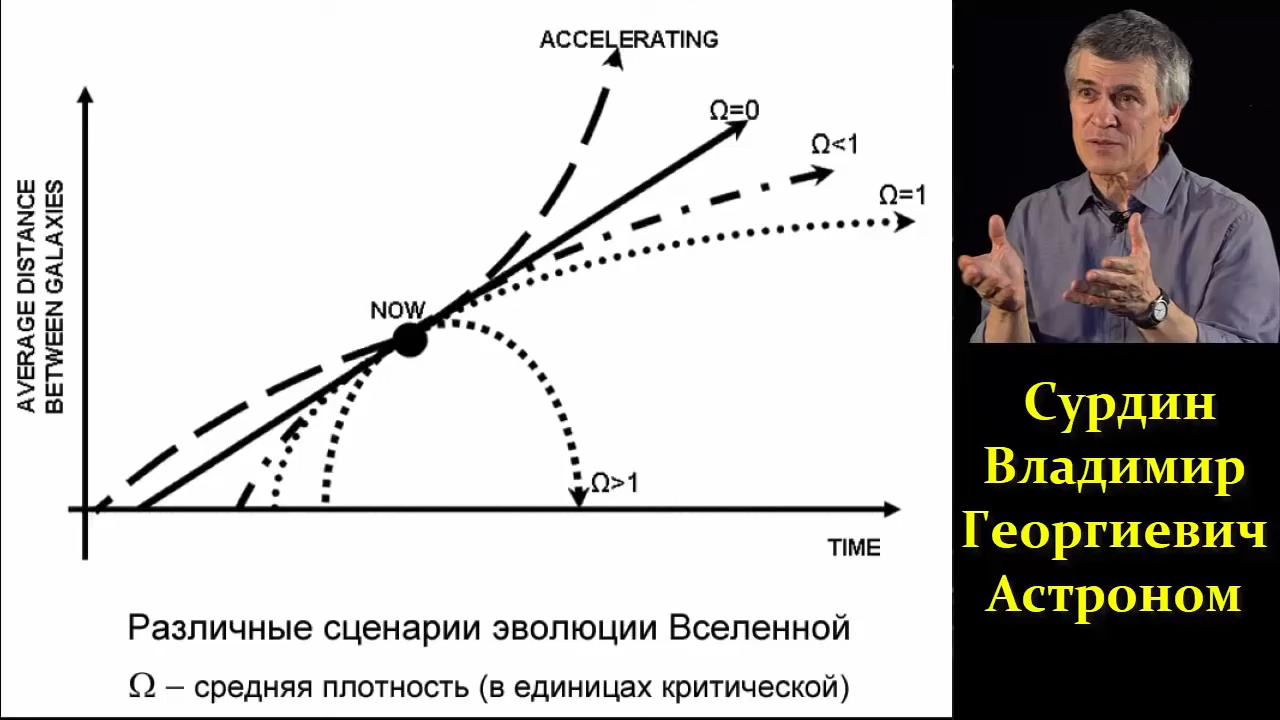 ACCELERATING
Ω=0
Ω<1
Ω=1
AVERAGE DISTANCE
BETWEEN GALAXIES
NOW
Ω>1
TIME
Различные сценарии эволюции Вселенной
Ω – средняя плотность (в единицах критической)
Сурдин
Владимир
Георгиевич
Астроном